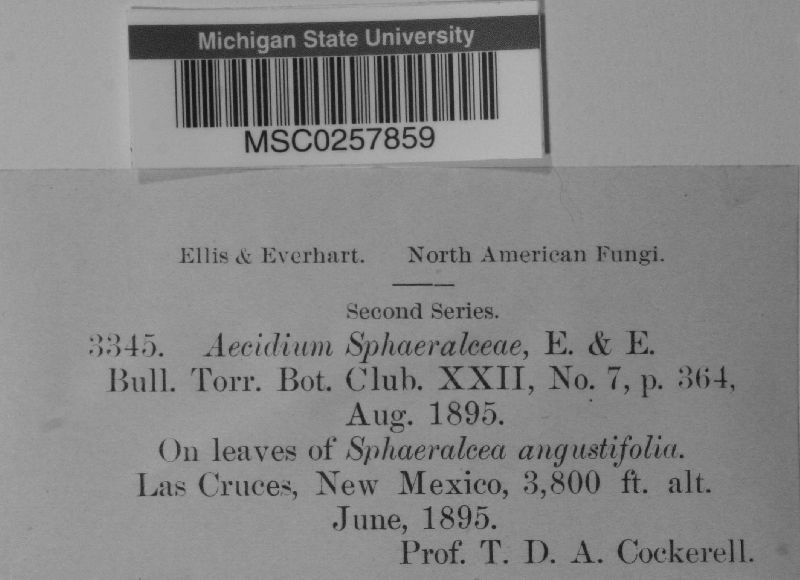 Michigan State University
MSC0257859
Ellis & Everhart. North American Fungi.
Second Series.
3345. Aecidium Sphaeralceae, E. & E.
Bull. Torr. Bot. Club. XXII, No. 7, p. 364,
Aug. 1895.
On leaves of Sphaeralcea angustifolia.
Las Cruces, New Mexico, 3,800 ft. alt.
June, 1895.
Prof. T. D. A. Cockerell.